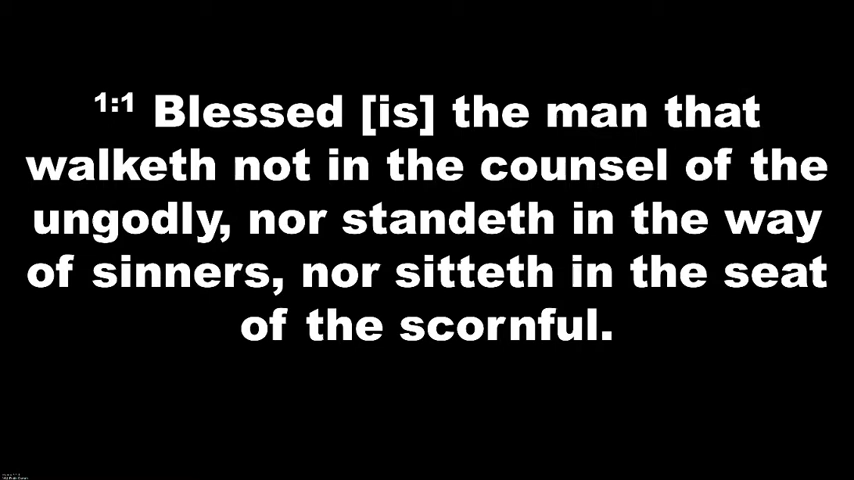 1:1 Blessed [is] the man that
walketh not in the counsel of the
ungodly, nor standeth in the way
of sinners, nor sitteth in the seat
of the scornful.